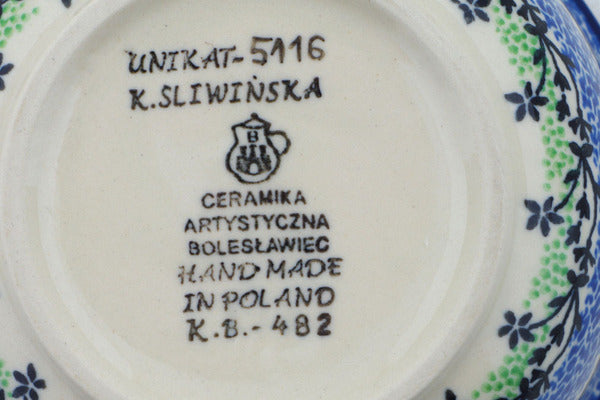 UNIKAT-5116
K.SLIWIŃSKA
B
CERAMIKA
ARTYSTYCZNA
BOLESŁAWIEC
HAND MADE
IN POLAND
K.B.-482